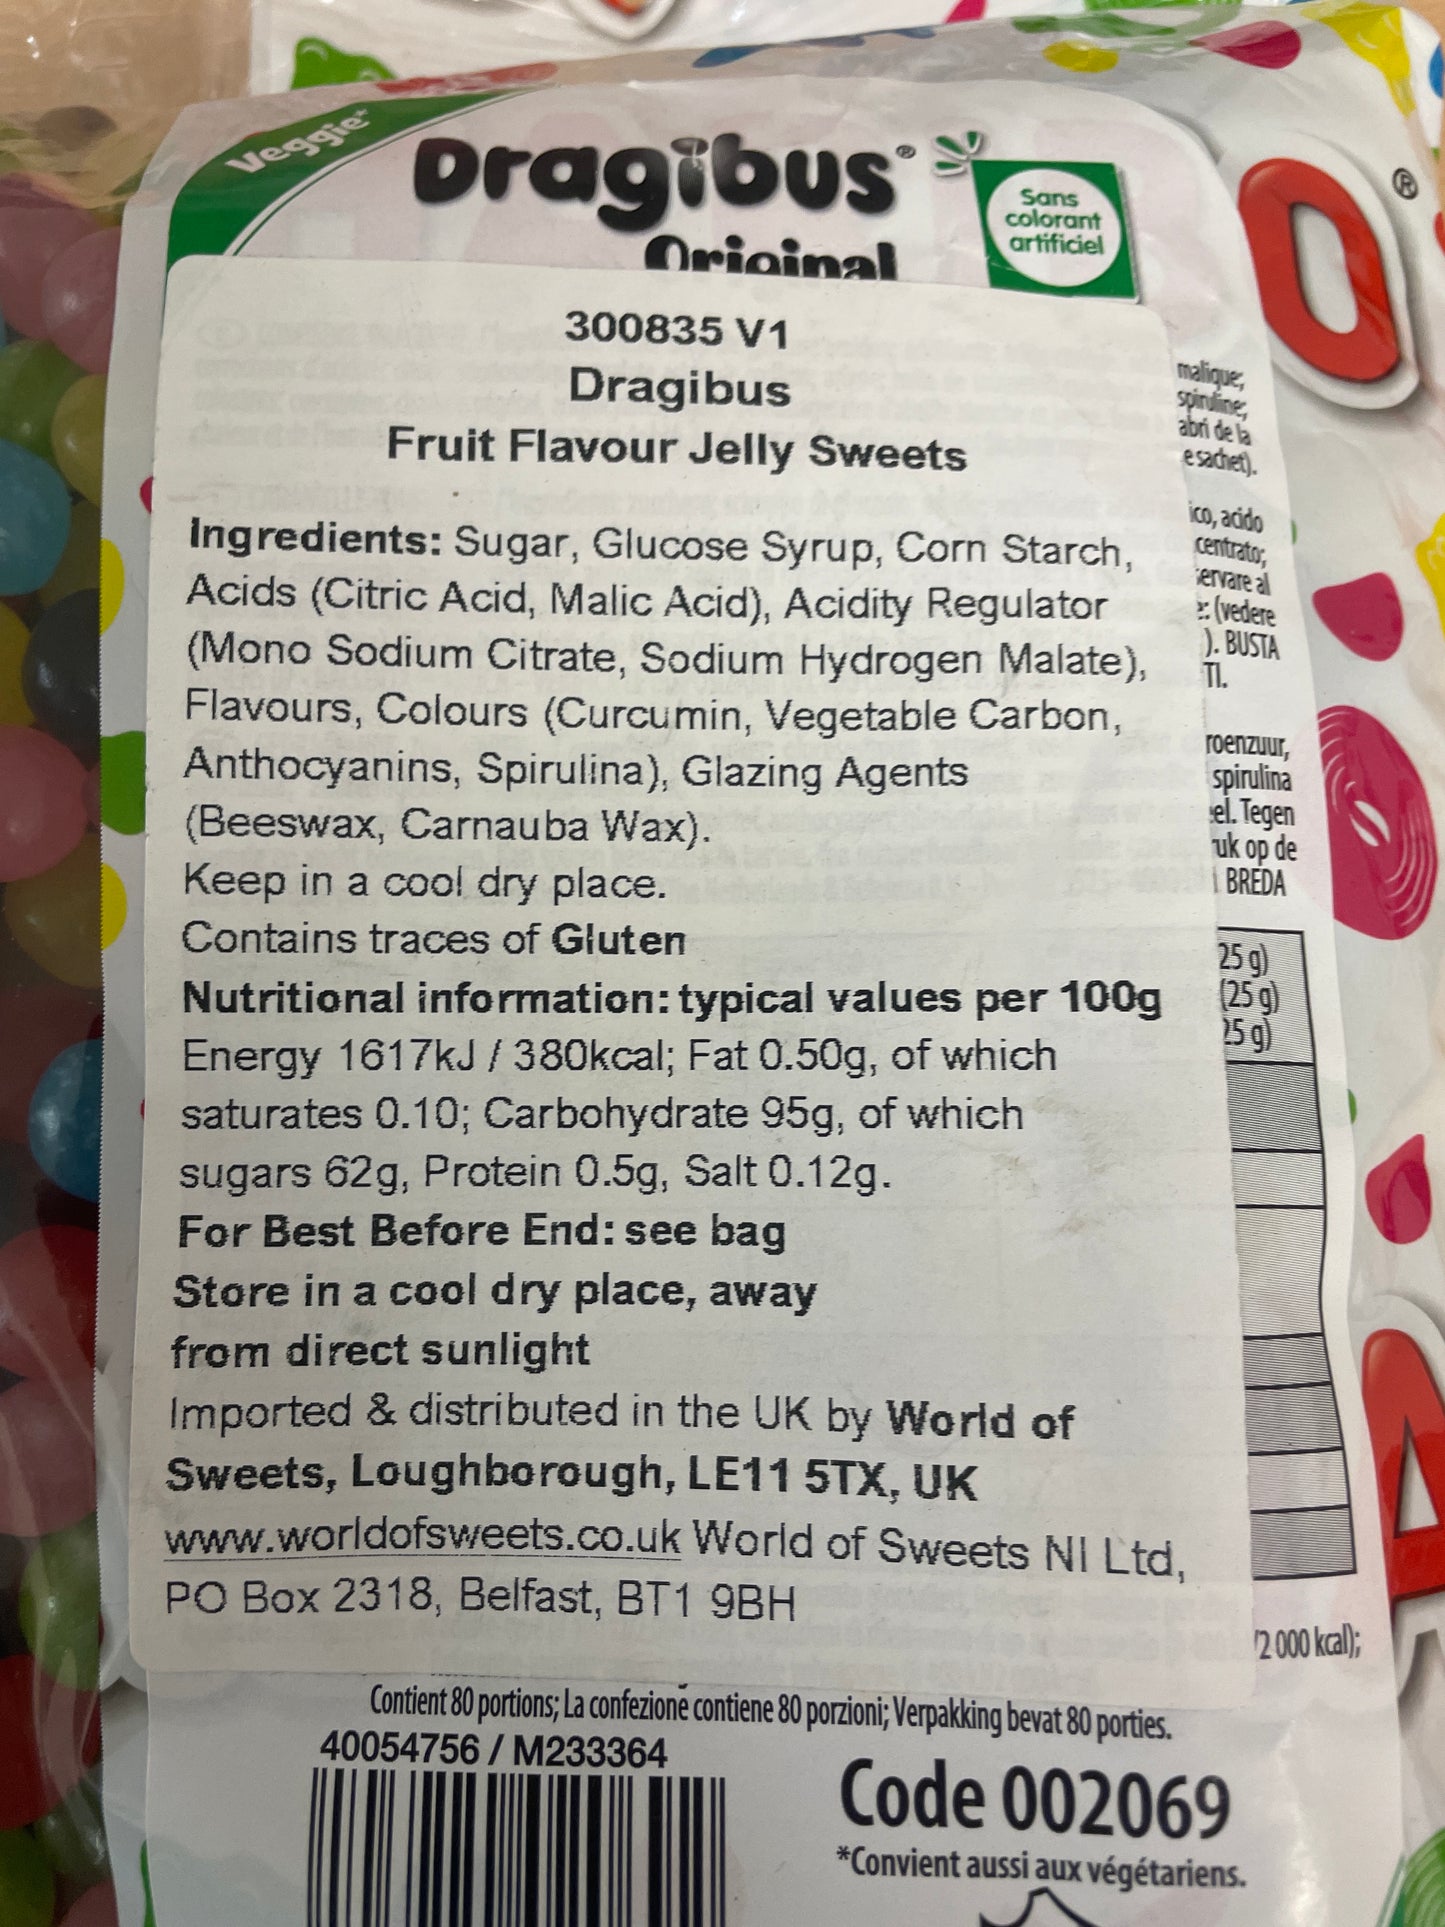 Veggie*
Dragibus®
Original
Sans
colorant
artificiel
O®
300835 V1
Dragibus
Fruit Flavour Jelly Sweets
Ingredients: Sugar, Glucose Syrup, Corn Starch,
Acids (Citric Acid, Malic Acid), Acidity Regulator
(Mono Sodium Citrate, Sodium Hydrogen Malate),
Flavours, Colours (Curcumin, Vegetable Carbon,
Anthocyanins, Spirulina), Glazing Agents
(Beeswax, Carnauba Wax).
Keep in a cool dry place.
Contains traces of Gluten
Nutritional information: typical values per 100g
Energy 1617kJ / 380kcal; Fat 0.50g, of which
saturates 0.10; Carbohydrate 95g, of which
sugars 62g, Protein 0.5g, Salt 0.12g.
For Best Before End: see bag
Store in a cool dry place, away
from direct sunlight
Imported & distributed in the UK by World of
Sweets, Loughborough, LE11 5TX, UK
www.worldofsweets.co.uk World of Sweets NI Ltd,
PO Box 2318, Belfast, BT1 9BH
malique;
spiruline;
abri de la
e sachet).
ico, acido
centrato;
servare al
e: (vedere
). BUSTA
TI.
roenzuur,
spirulina
eel. Tegen
ruk op de
BREDA
25 g)
(25 g)
25 g)
A
/2 000 kcal);
Contient 80 portions; La confezione contiene 80 porzioni; Verpakking bevat 80 porties.
40054756 / M233364
Code 002069
*Convient aussi aux végétariens.